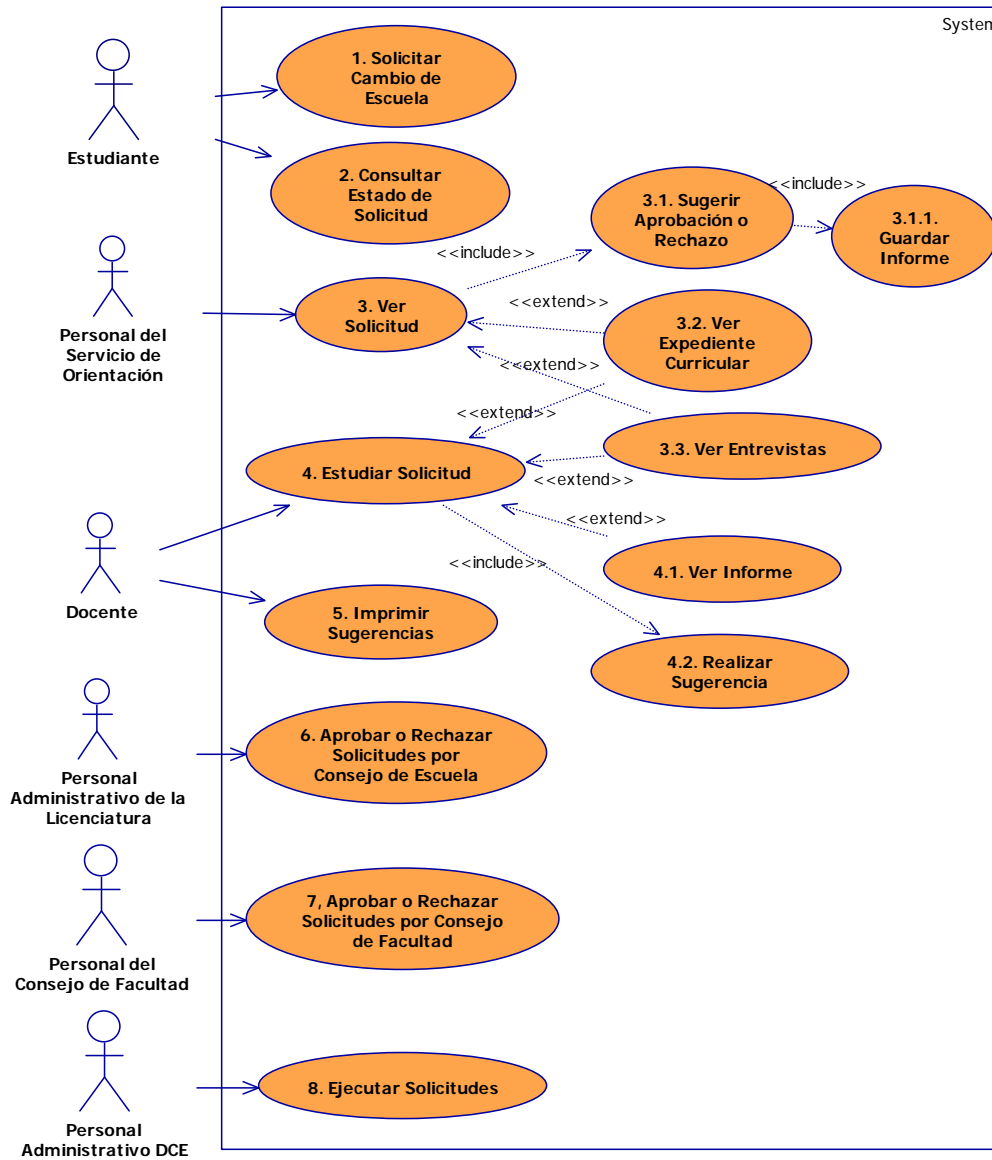 System
1. Solicitar
Cambio de
Escuela
Estudiante
2. Consultar
Estado de
Solicitud
<<include>>
3.1. Sugerir
Aprobación o
Rechazo
3.1.1.
Guardar
Informe
<<include>>
Personal del
Servicio de
Orientación
3. Ver
Solicitud
<<extend>>
3.2. Ver
Expediente
Curricular
<<extend>>
<<extend>>
3.3. Ver Entrevistas
4. Estudiar Solicitud
<<extend>>
<<extend>>
Docente
<<include>>
4.1. Ver Informe
5. Imprimir
Sugerencias
4.2. Realizar
Sugerencia
Personal
Administrativo de la
Licenciatura
6. Aprobar o Rechazar
Solicitudes por
Consejo de Escuela
Personal del
Consejo de Facultad
7, Aprobar o Rechazar
Solicitudes por Consejo
de Facultad
8. Ejecutar Solicitudes
Personal
Administrativo DCE